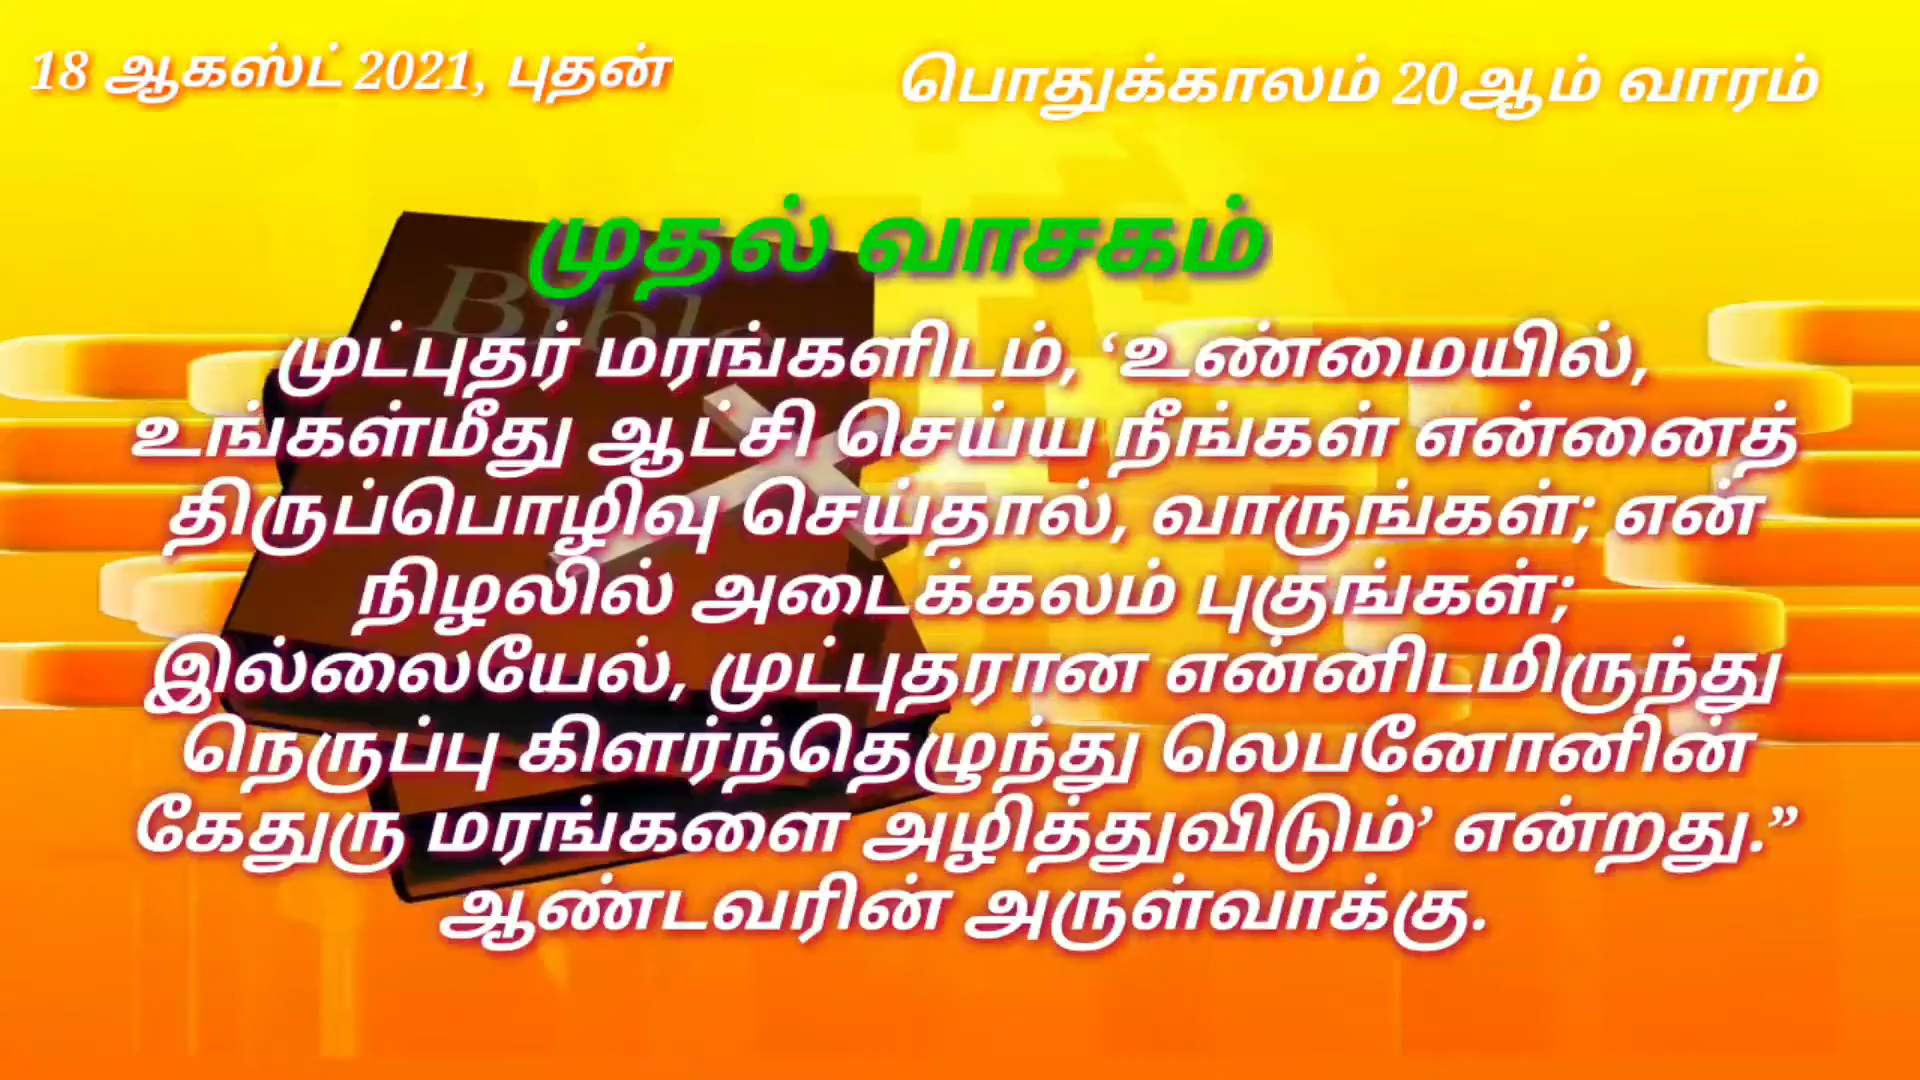 18 ஆகஸ்ட் 2021, புதன்
பொதுக்காலம் 20ஆம் வாரம்
முதல் வாசகம்
Bible
முட்புதர் மரங்களிடம், ‘உண்மையில்,
உங்கள்மீது ஆட்சி செய்ய நீங்கள் என்னைத்
திருப்பொழிவு செய்தால், வாருங்கள்; என்
நிழலில் அடைக்கலம் புகுங்கள்;
இல்லையேல், முட்புதரான என்னிடமிருந்து
நெருப்பு கிளர்ந்தெழுந்து லெபனோனின்
கேதுரு மரங்களை அழித்துவிடும்’ என்றது.”
ஆண்டவரின் அருள்வாக்கு.